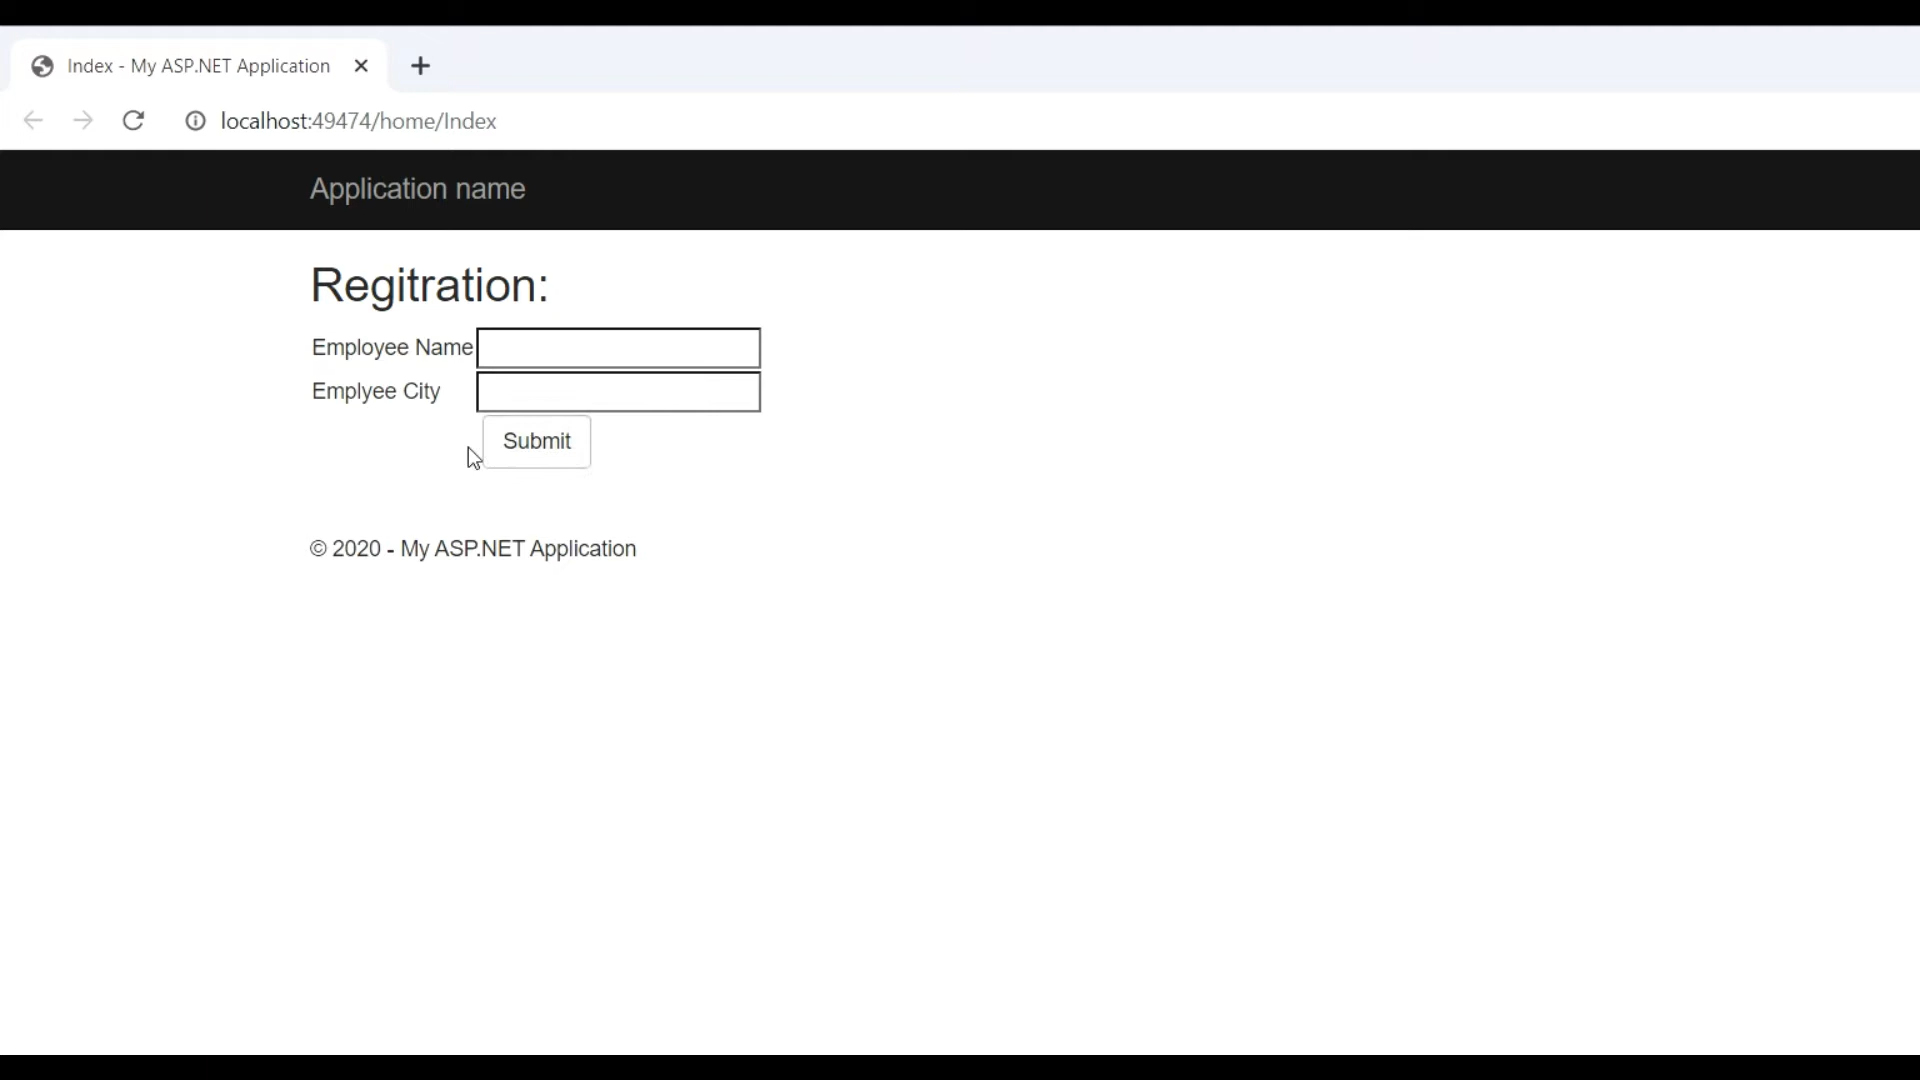 Index - My ASP.NET Application
localhost:49474/home/Index
Application name
Regitration:
Employee Name
Emplyee City
Submit
© 2020 - My ASP.NET Application